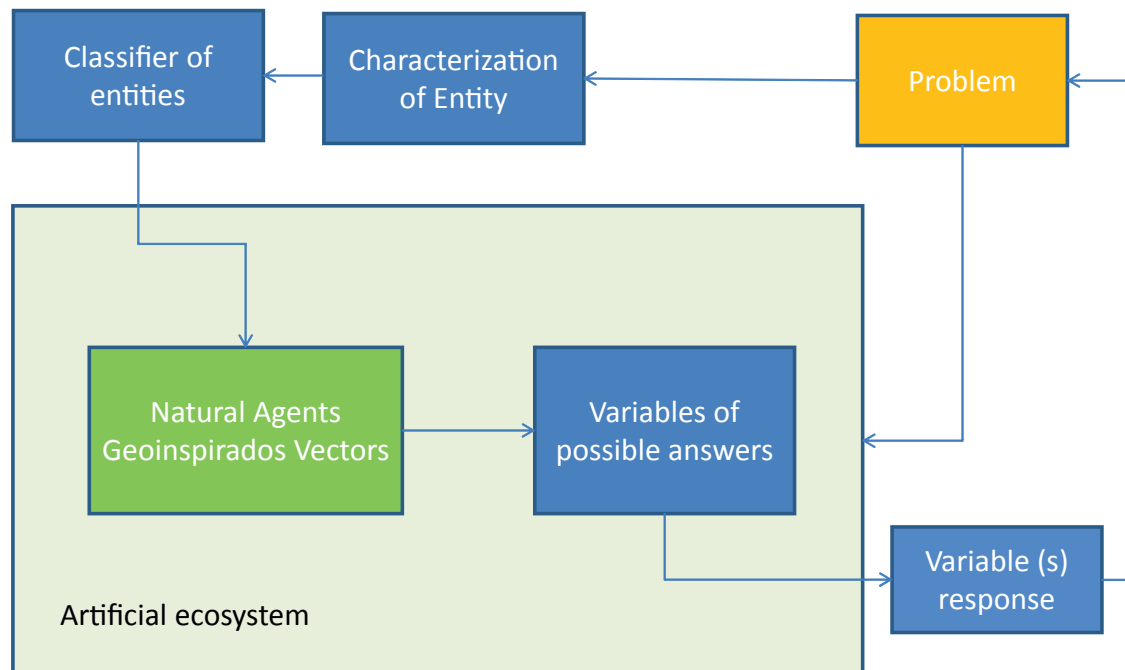 Classifier of
entities
Characterization
of Entity
Problem
Natural Agents
Geoinspirados Vectors
Variables of
possible answers
Variable (s)
response
Artificial ecosystem